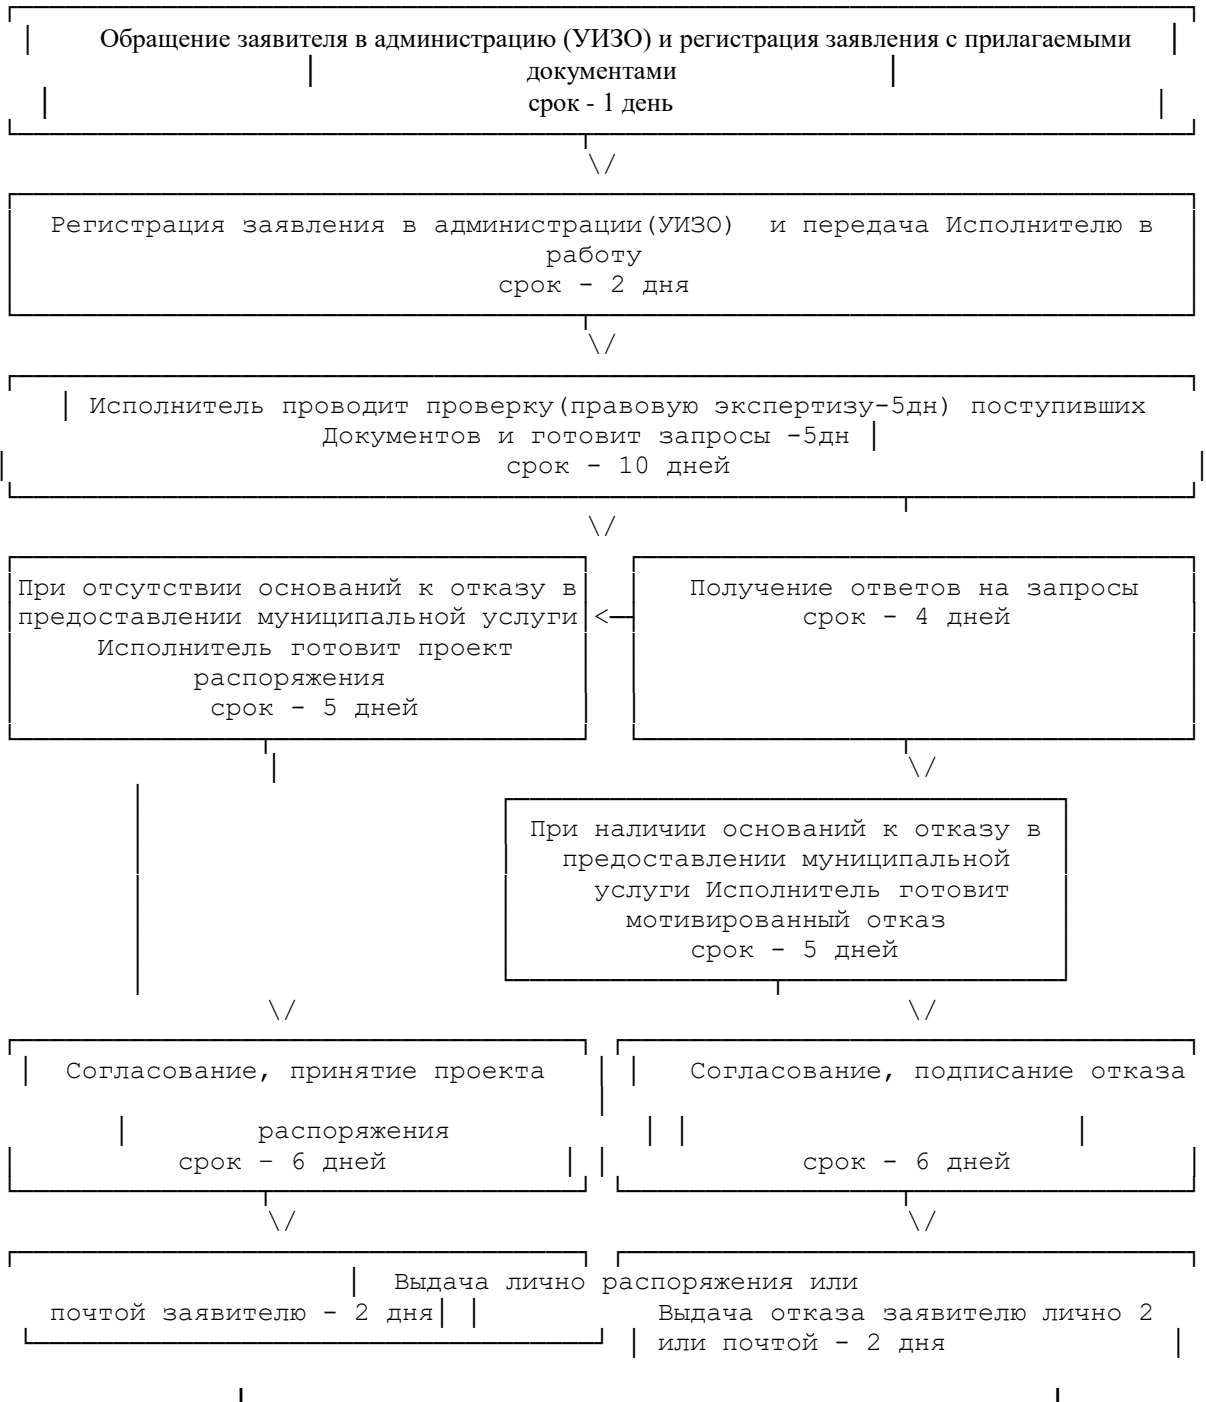 Обращение заявителя в администрацию (УИЗО) и регистрация заявления с прилагаемыми
документами
срок - 1 день
Регистрация заявления в администрации(УИЗО) и передача Исполнителю в
работу
срок - 2 дня
Исполнитель проводит проверку(правовую экспертизу-5дн) поступивших
Документов и готовит запросы -5дн
срок - 10 дней
При отсутствии оснований к отказу в
предоставлении муниципальной услуги
Исполнитель готовит проект
распоряжения
срок - 5 дней
Получение ответов на запросы
срок - 4 дней
При наличии оснований к отказу в
предоставлении муниципальной
услуги Исполнитель готовит
мотивированный отказ
срок - 5 дней
Согласование, принятие проекта
распоряжения
срок – 6 дней
Согласование, подписание отказа
срок - 6 дней
Выдача лично распоряжения или
почтой заявителю - 2 дня
Выдача отказа заявителю лично 2
или почтой - 2 дня